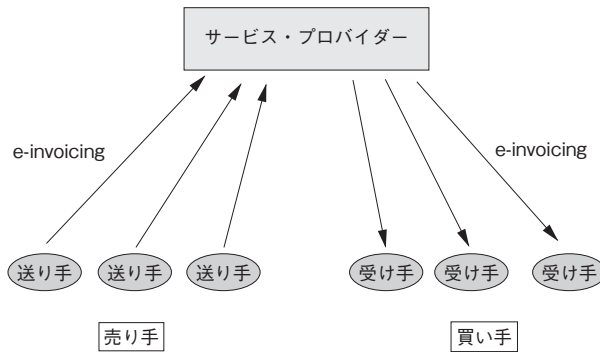 サービス・プロバイダー
e-invoicing
e-invoicing
送り手
送り手
送り手
受け手
受け手
受け手
売り手
買い手